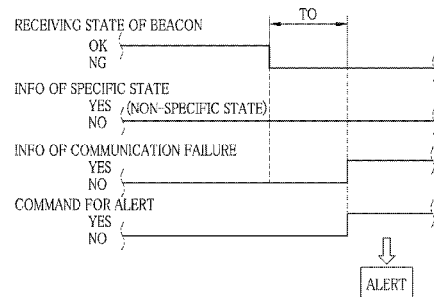 TO
RECEIVING STATE OF BEACON
OK
NG
INFO OF SPECIFIC STATE
YES (NON-SPECIFIC STATE)
NO
INFO OF COMMUNICATION FAILURE
YES
NO
COMMAND FOR ALERT
YES
NO
ALERT